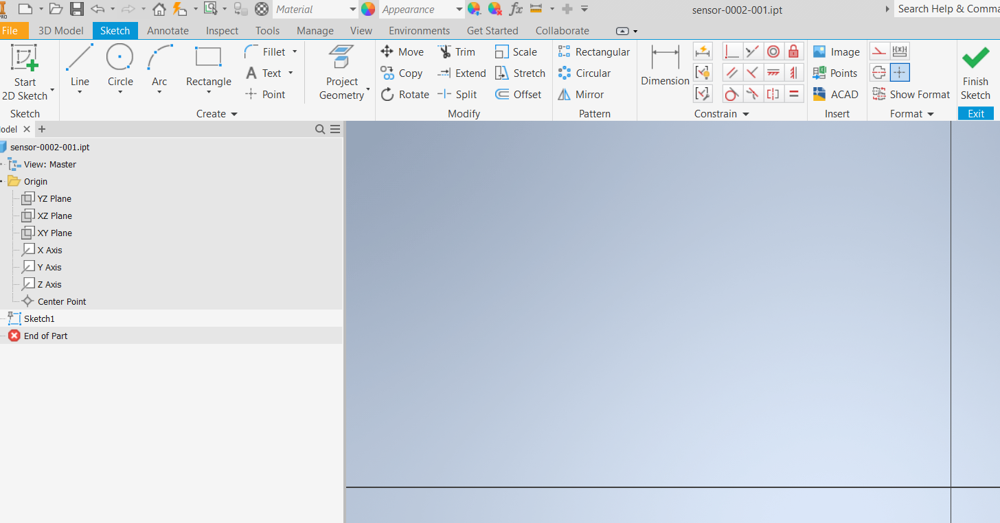 PRO
Material
Appearance
fx
sensor-0002-001.ipt
Search Help & Comma
File
3D Model
Sketch
Annotate
Inspect
Tools
Manage
View
Environments
Get Started
Collaborate
Start
2D Sketch
Sketch
Line
Circle
Arc
Rectangle
Fillet
A Text
Point
Create
Project
Geometry
Move
Copy
Rotate
Trim
Extend
Split
Scale
Stretch
Offset
Modify
Rectangular
Circular
Mirror
Pattern
Dimension
Constrain
Image
Points
ACAD
Insert
(x)
Show Format
Format
Finish
Sketch
Exit
odel
sensor-0002-001.ipt
View: Master
Origin
YZ Plane
XZ Plane
XY Plane
X Axis
Y Axis
Z Axis
Center Point
Sketch1
End of Part